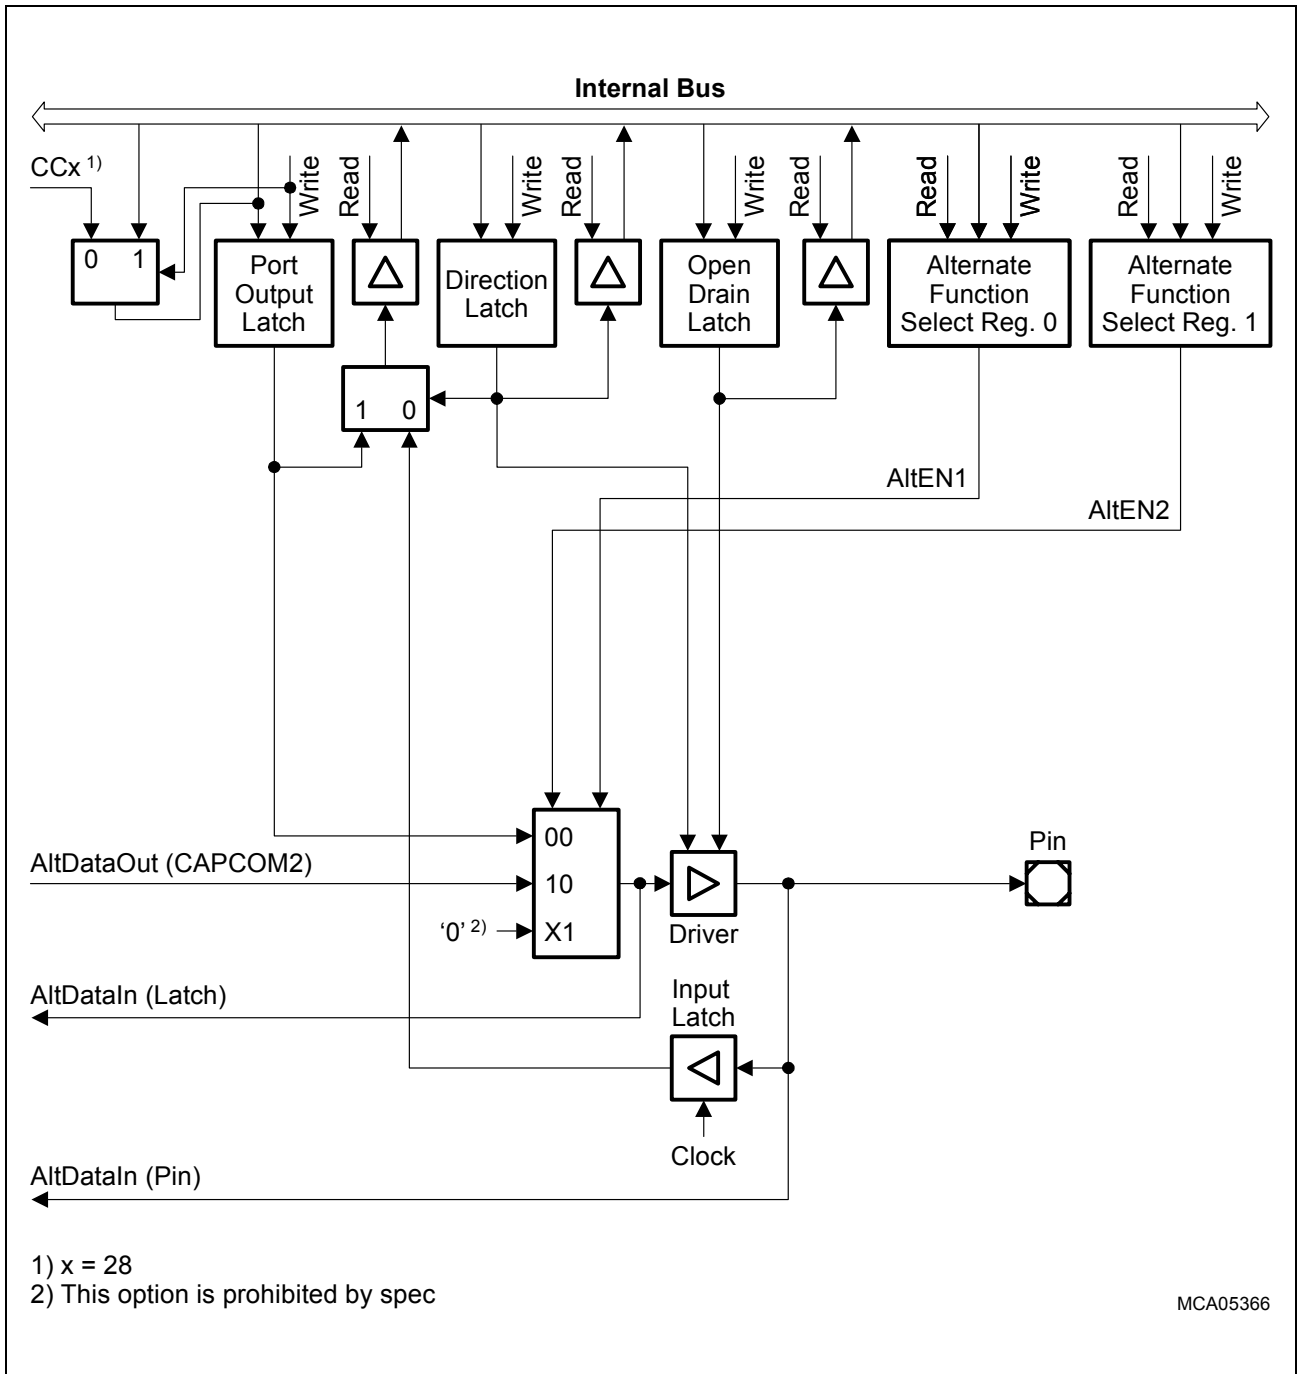 Internal Bus
CCx 1)
Write
Read
Write
Read
Write
Read
Read
Write
Read
Write
0 1
Port
Output
Latch
Direction
Latch
Open
Drain
Latch
Alternate
Function
Select Reg. 0
Alternate
Function
Select Reg. 1
1 0
AltEN1
AltEN2
00
AltDataOut (CAPCOM2)
10
'0' 2)
X1
Driver
Pin
AltDataIn (Latch)
Input
Latch
Clock
AltDataIn (Pin)
1) x = 28
2) This option is prohibited by spec
MCA05366